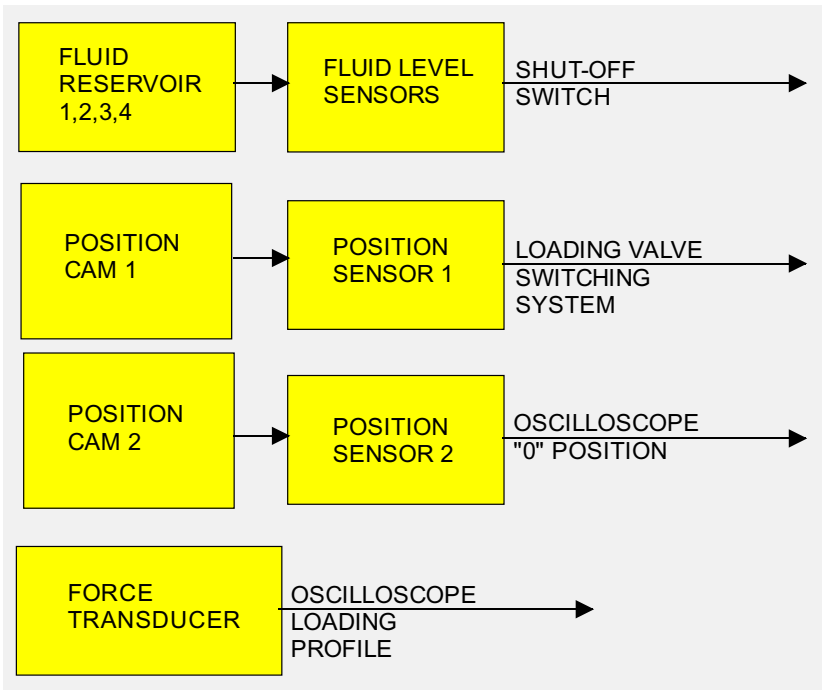 FLUID
RESERVOIR
1,2,3,4
FLUID LEVEL
SENSORS
SHUT-OFF
SWITCH
POSITION
CAM 1
POSITION
SENSOR 1
LOADING VALVE
SWITCHING
SYSTEM
POSITION
CAM 2
POSITION
SENSOR 2
OSCILLOSCOPE
"0" POSITION
FORCE
TRANSDUCER
OSCILLOSCOPE
LOADING
PROFILE